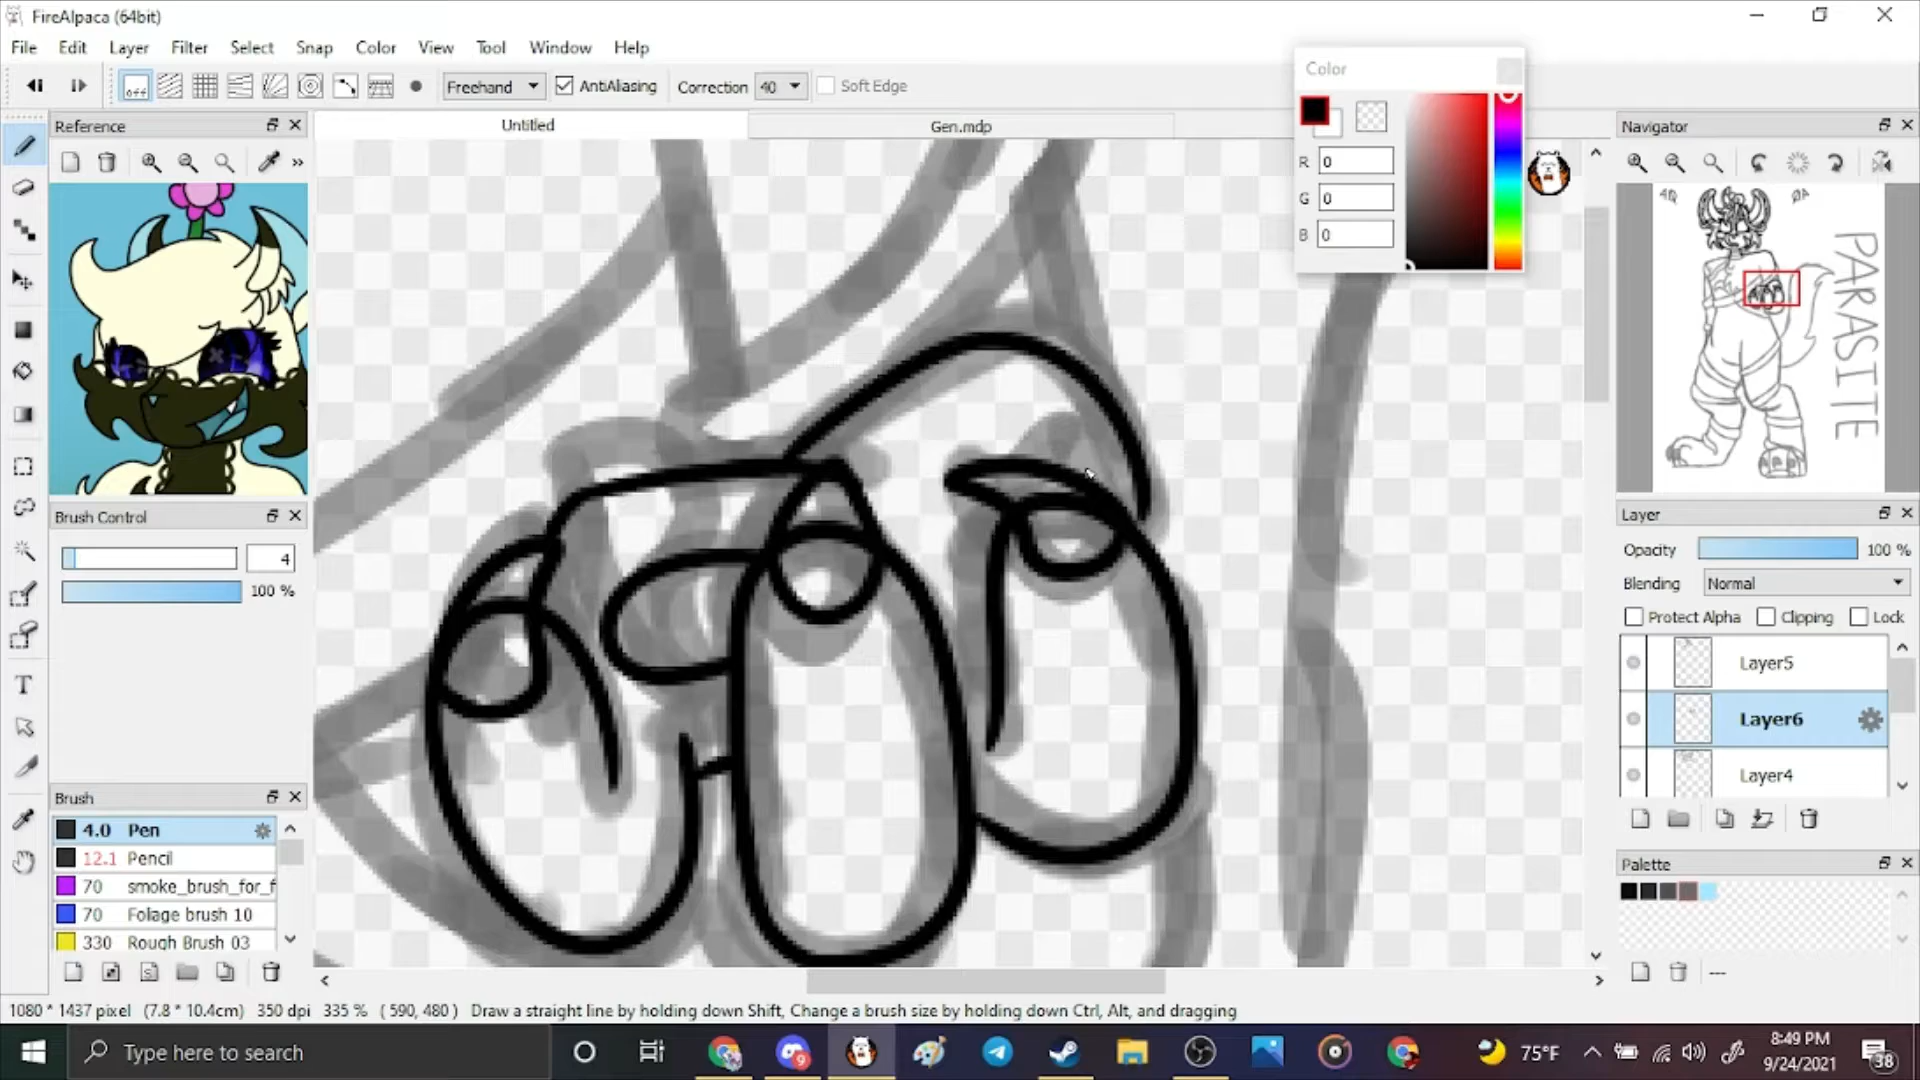 FireAlpaca (64bit)
File Edit Layer Filter Select Snap Color View Tool Window Help
off Freehand AntiAliasing Correction 40 Soft Edge
Color
R 0
G 0
B 0
Reference
Untitled
Gen.mdp
Navigator
PARASITE
Brush Control
4
100 %
Layer
Opacity 100 %
Blending Normal
Protect Alpha Clipping Lock
Layer5
Layer6
Layer4
Brush
4.0 Pen
12.1 Pencil
70 smoke_brush_for_f
70 Foliage brush 10
330 Rough Brush 03
Palette
---
1080 * 1437 pixel (7.8 * 10.4cm) 350 dpi 335 % ( 590, 480 ) Draw a straight line by holding down Shift, Change a brush size by holding down Ctrl, Alt, and dragging
Type here to search
9
75°F
8:49 PM
9/24/2021
38